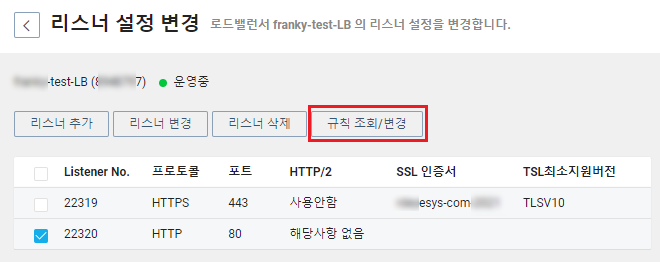 리스너 설정 변경 로드밸런서 franky-test-LB 의 리스너 설정을 변경합니다.
-test-LB (8 7) 운영중
리스너 추가 리스너 변경 리스너 삭제 규칙 조회/변경
Listener No. 프로토콜 포트 HTTP/2 SSL 인증서 TSL최소지원버전
22319 HTTPS 443 사용안함 esys-com- TLSV10
22320 HTTP 80 해당사항 없음